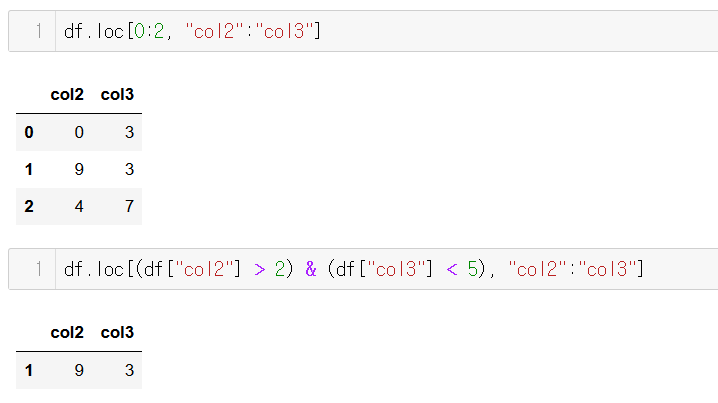 1 df.loc[0:2, "col2":"col3"]
col2 col3
0 0 3
1 9 3
2 4 7
1 df.loc[(df["col2"] > 2) & (df["col3"] < 5), "col2":"col3"]
col2 col3
1 9 3